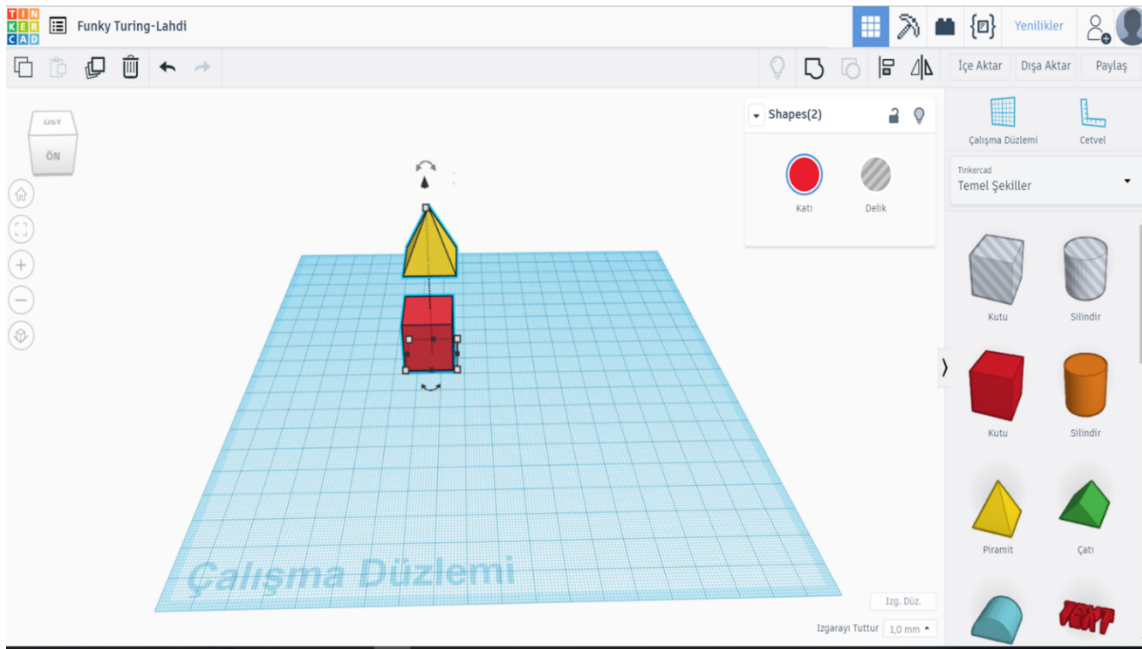 TIN
KER
CAD
Funky Turing-Lahdi
Yenilikler
İçe Aktar
Dışa Aktar
Paylaş
ÜST
ÖN
Shapes(2)
Katı
Delik
Çalışma Düzlemi
Cetvel
Tinkercad
Temel Şekiller
Kutu
Silindir
Kutu
Silindir
Piramit
Çatı
TEXT
Çalışma Düzlemi
Izg. Düz.
Izgarayı Tuttur
1,0 mm